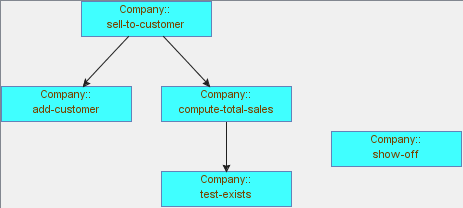 Company::
sell-to-customer
Company::
add-customer
Company::
compute-total-sales
Company::
show-off
Company::
test-exists